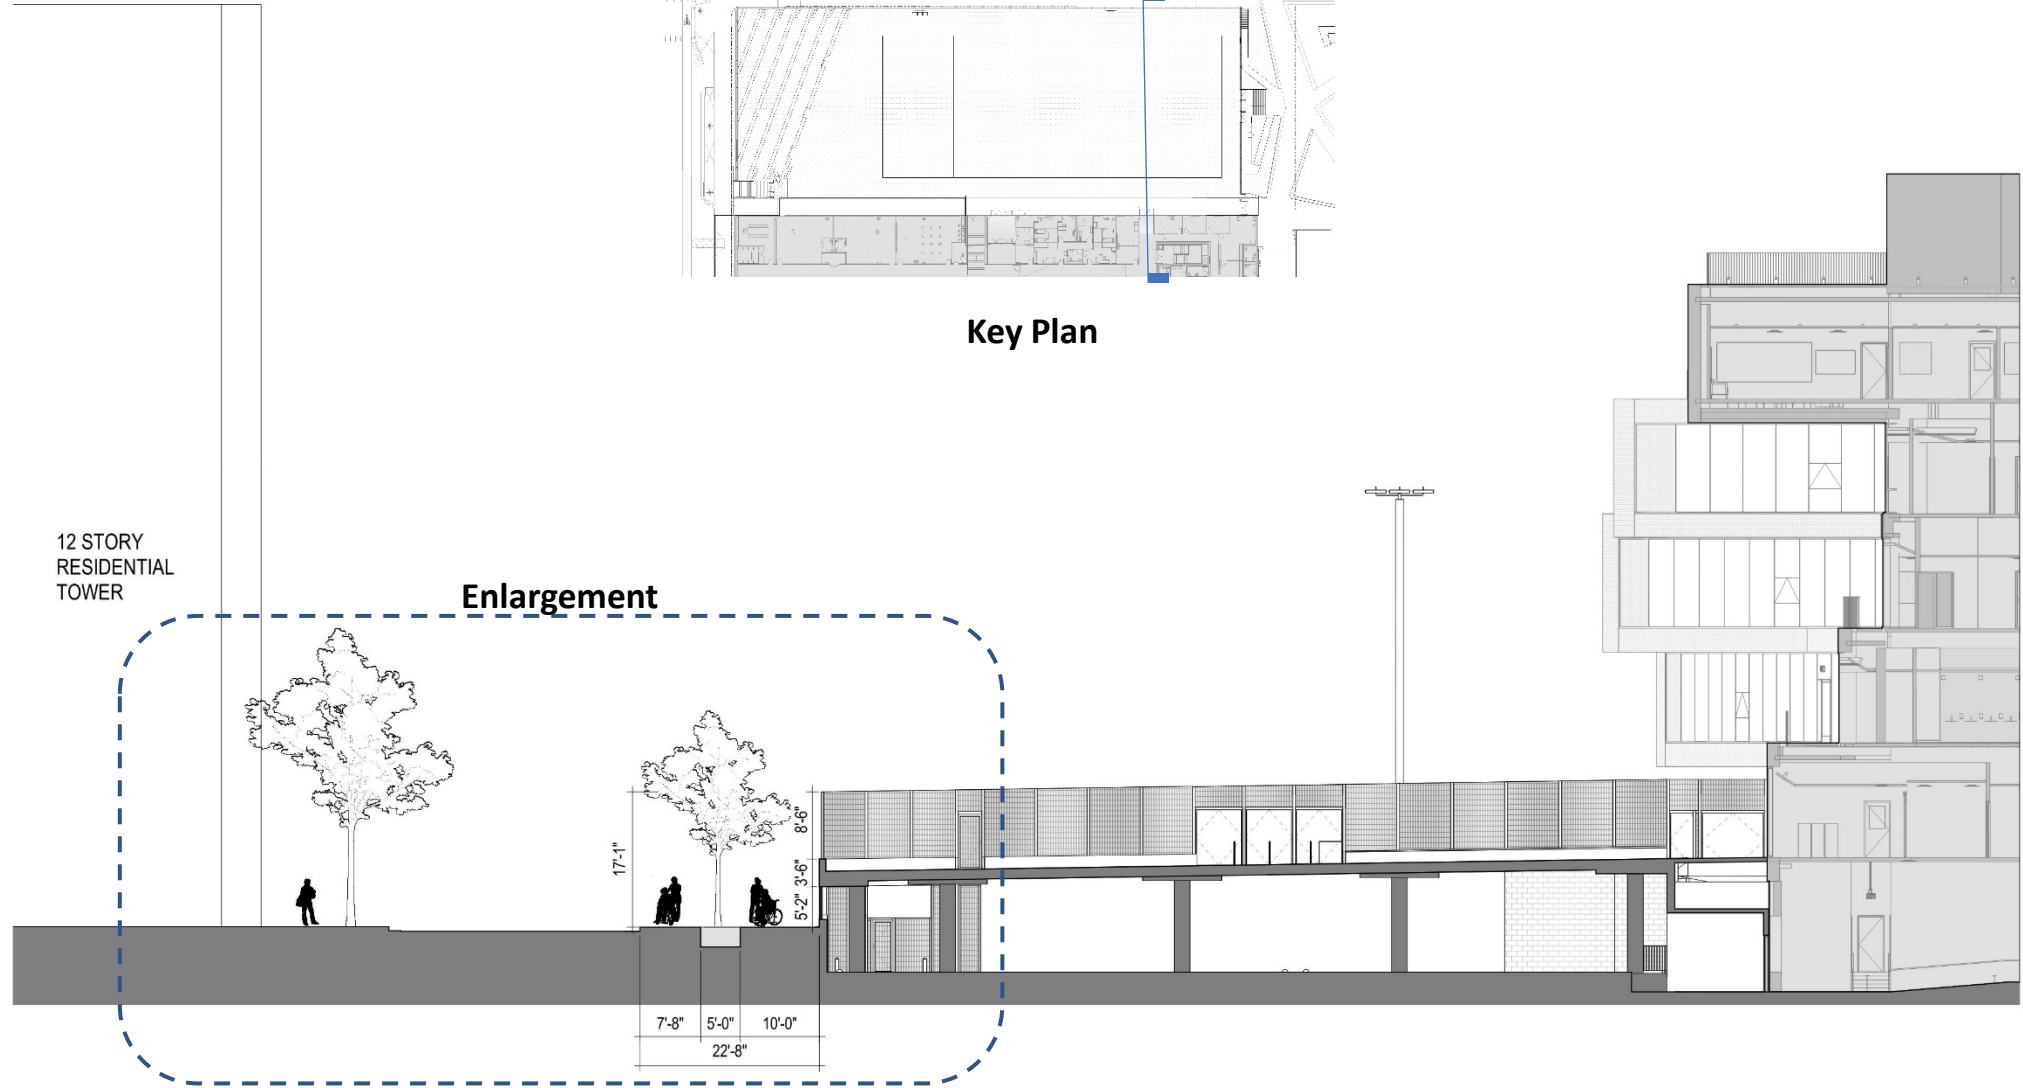 Key Plan
12 STORY
RESIDENTIAL
TOWER
Enlargement
17'-1"
8'-6"
3'-6"
5'-2"
7'-8" 5'-0" 10'-0"
22'-8"